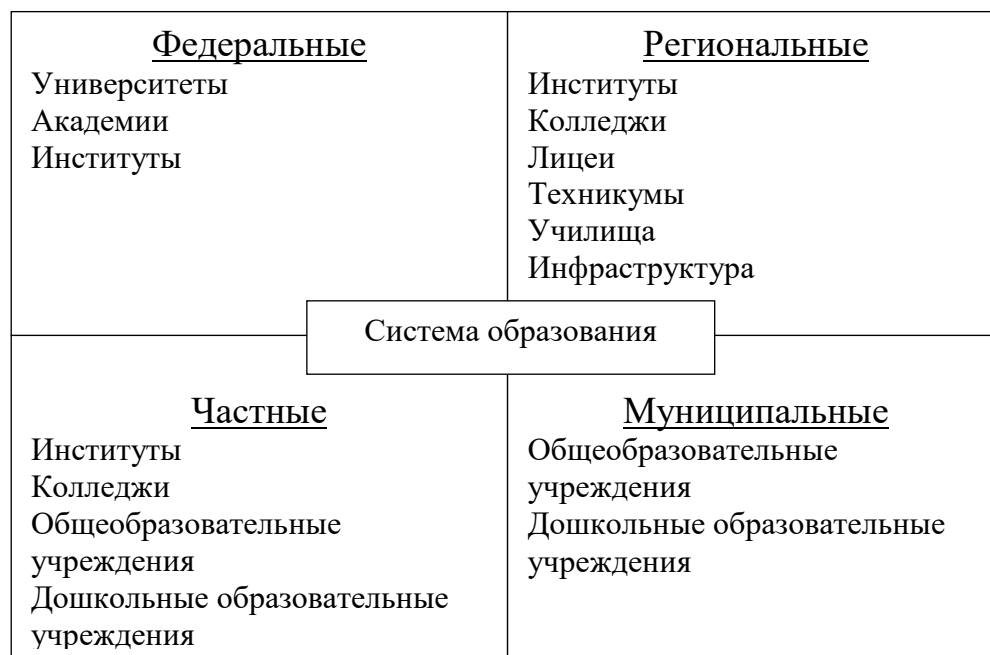 Федеральные
Университеты
Академии
Институты
Региональные
Институты
Колледжи
Лицеи
Техникумы
Училища
Инфраструктура
Система образования
Частные
Институты
Колледжи
Общеобразовательные
учреждения
Дошкольные образовательные
учреждения
Муниципальные
Общеобразовательные
учреждения
Дошкольные образовательные
учреждения